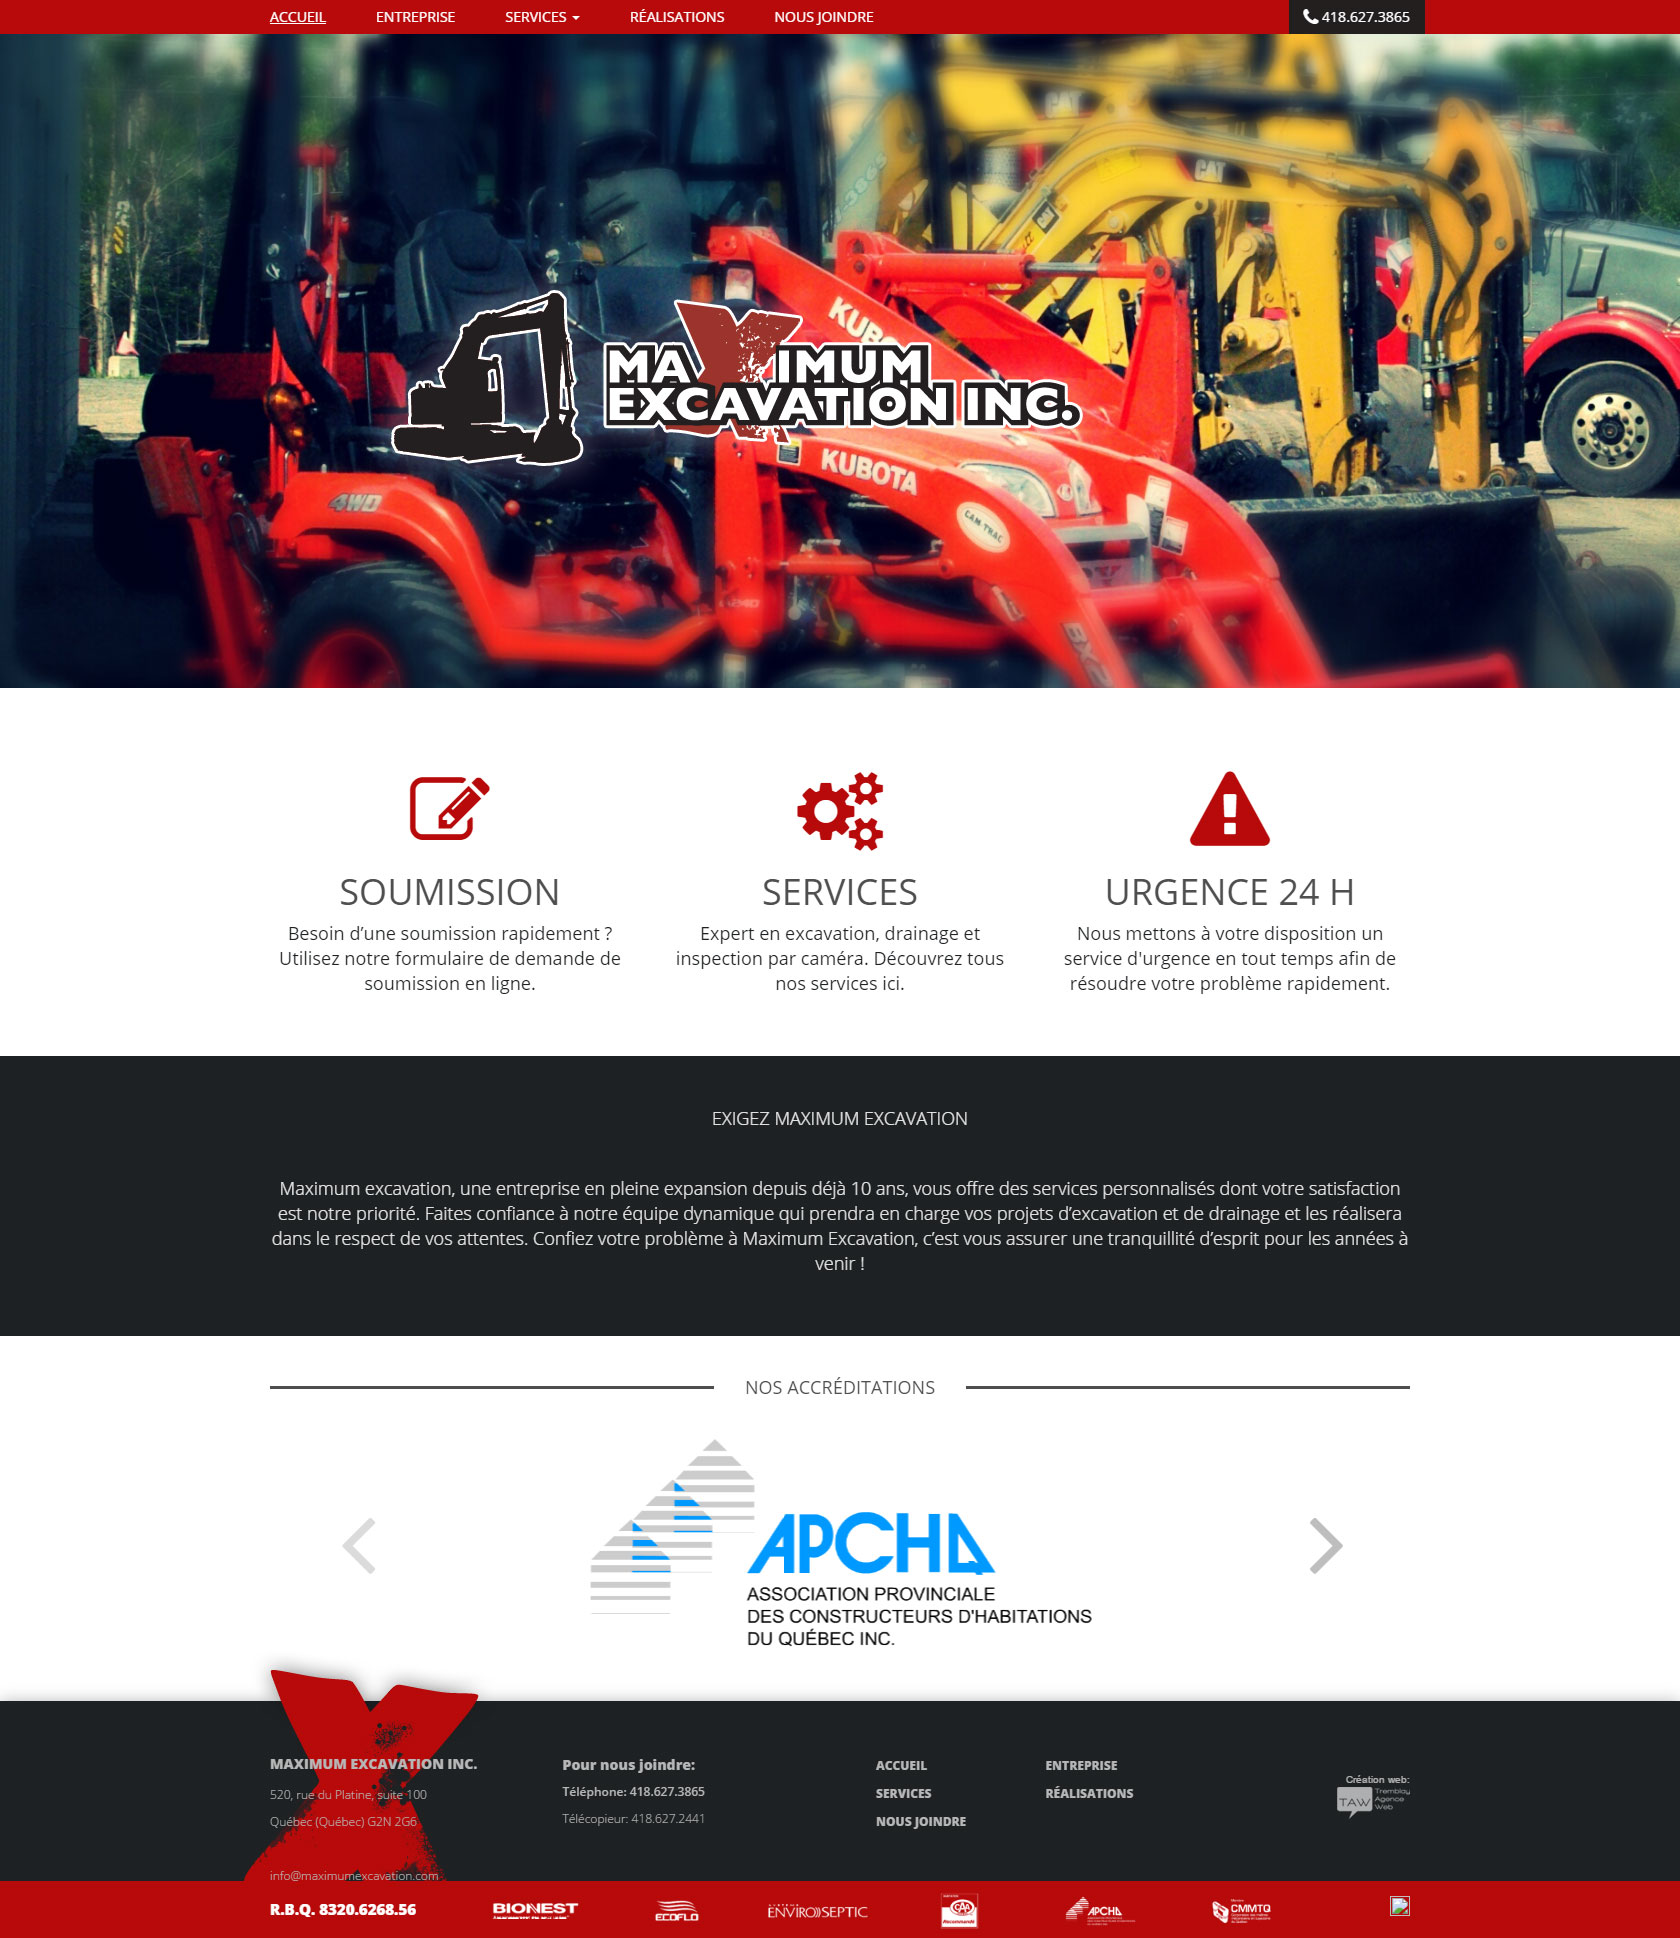 ACCUEIL ENTREPRISE SERVICES RÉALISATIONS NOUS JOINDRE 418.627.3865
CAT
CAT
KUBOTA
4WD
CAM-TRAC
MAXIMUM
EXCAVATION INC.
SOUMISSION
Besoin d’une soumission rapidement ?
Utilisez notre formulaire de demande de
soumission en ligne.
SERVICES
Expert en excavation, drainage et
inspection par caméra. Découvrez tous
nos services ici.
URGENCE 24 H
Nous mettons à votre disposition un
service d'urgence en tout temps afin de
résoudre votre problème rapidement.
EXIGEZ MAXIMUM EXCAVATION
Maximum excavation, une entreprise en pleine expansion depuis déjà 10 ans, vous offre des services personnalisés dont votre satisfaction
est notre priorité. Faites confiance à notre équipe dynamique qui prendra en charge vos projets d’excavation et de drainage et les réalisera
dans le respect de vos attentes. Confiez votre problème à Maximum Excavation, c’est vous assurer une tranquillité d’esprit pour les années à
venir !
NOS ACCRÉDITATIONS
APCHQ
ASSOCIATION PROVINCIALE
DES CONSTRUCTEURS D'HABITATIONS
DU QUÉBEC INC.
MAXIMUM EXCAVATION INC.
520, rue du Platine, suite 100
Québec (Québec) G2N 2G6
info@maximumexcavation.com
Pour nous joindre:
Téléphone: 418.627.3865
Télécopieur: 418.627.2441
ACCUEIL
SERVICES
NOUS JOINDRE
ENTREPRISE
RÉALISATIONS
Création web:
TAW Tremblay
Agence
Web
R.B.Q. 8320.6268.56 BIONEST ECOFLO ENVIRO)))SEPTIC CAA APCHQ CMMTQ